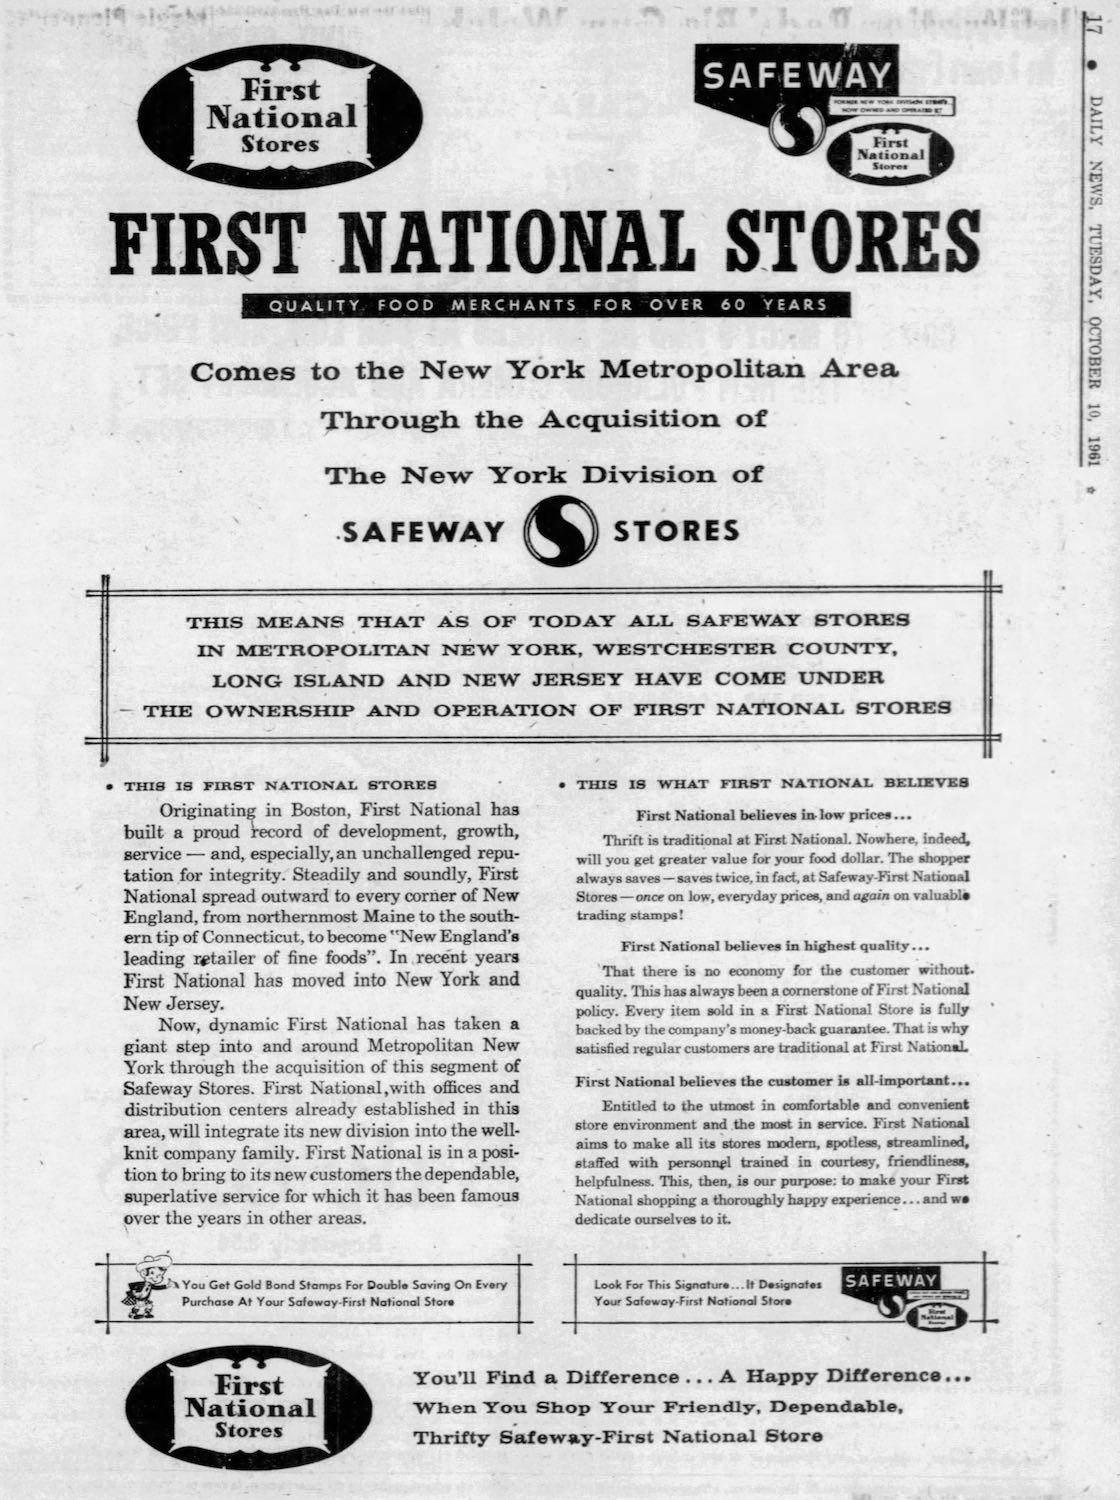 First
National
Stores
SAFEWAY
FORMER NEW YORK DIVISION STORES
NOW OWNED AND OPERATED BY
First
National
Stores
17 ● DAILY NEWS, TUESDAY, OCTOBER 10, 1961 ☆
FIRST NATIONAL STORES
QUALITY FOOD MERCHANTS FOR OVER 60 YEARS
Comes to the New York Metropolitan Area
Through the Acquisition of
The New York Division of
SAFEWAY S STORES
THIS MEANS THAT AS OF TODAY ALL SAFEWAY STORES
IN METROPOLITAN NEW YORK, WESTCHESTER COUNTY,
LONG ISLAND AND NEW JERSEY HAVE COME UNDER
THE OWNERSHIP AND OPERATION OF FIRST NATIONAL STORES
• THIS IS FIRST NATIONAL STORES
Originating in Boston, First National has
built a proud record of development, growth,
service — and, especially, an unchallenged repu-
tation for integrity. Steadily and soundly, First
National spread outward to every corner of New
England, from northernmost Maine to the south-
ern tip of Connecticut, to become "New England's
leading retailer of fine foods". In recent years
First National has moved into New York and
New Jersey.
Now, dynamic First National has taken a
giant step into and around Metropolitan New
York through the acquisition of this segment of
Safeway Stores. First National, with offices and
distribution centers already established in this
area, will integrate its new division into the well-
knit company family. First National is in a posi-
tion to bring to its new customers the dependable,
superlative service for which it has been famous
over the years in other areas.
• THIS IS WHAT FIRST NATIONAL BELIEVES
First National believes in low prices...
Thrift is traditional at First National. Nowhere, indeed,
will you get greater value for your food dollar. The shopper
always saves — saves twice, in fact, at Safeway-First National
Stores — once on low, everyday prices, and again on valuable
trading stamps!
First National believes in highest quality...
That there is no economy for the customer without
quality. This has always been a cornerstone of First National
policy. Every item sold in a First National Store is fully
backed by the company's money-back guarantee. That is why
satisfied regular customers are traditional at First National.
First National believes the customer is all-important...
Entitled to the utmost in comfortable and convenient
store environment and the most in service. First National
aims to make all its stores modern, spotless, streamlined,
staffed with personnel trained in courtesy, friendliness,
helpfulness. This, then, is our purpose: to make your First
National shopping a thoroughly happy experience...and we
dedicate ourselves to it.
You Get Gold Bond Stamps For Double Saving On Every
Purchase At Your Safeway-First National Store
Look For This Signature...It Designates
Your Safeway-First National Store
SAFEWAY
First
National
Stores
First
National
Stores
You'll Find a Difference...A Happy Difference...
When You Shop Your Friendly, Dependable,
Thrifty Safeway-First National Store